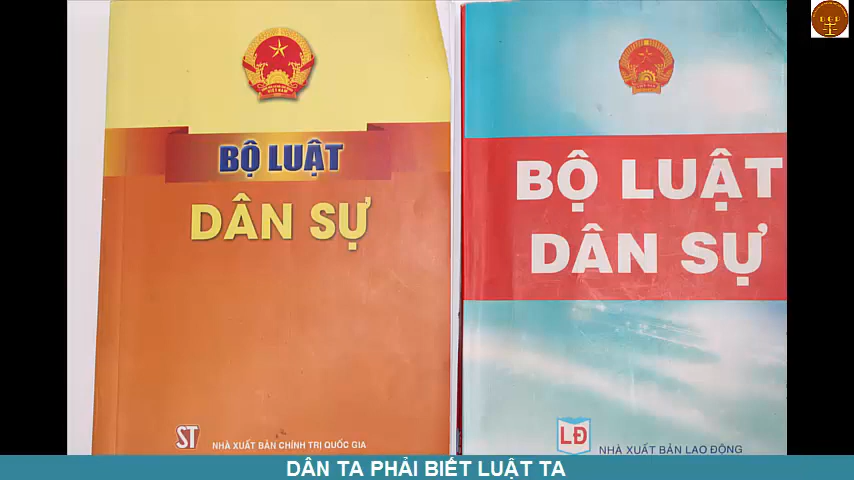 BỘ LUẬT
DÂN SỰ
ST
NHÀ XUẤT BẢN CHÍNH TRỊ QUỐC GIA
BỘ LUẬT
DÂN SỰ
LĐ
NHÀ XUẤT BẢN LAO ĐỘNG
DÂN TA PHẢI BIẾT LUẬT TA